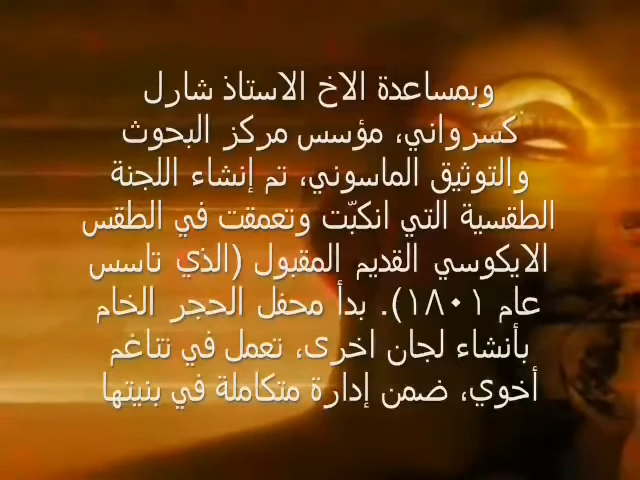 وبمساعدة الاخ الاستاذ شارل
كسرواني، مؤسس مركز البحوث
والتوثيق الماسوني، تم إنشاء اللجنة
الطقسية التي انكبّت وتعمقت في الطقس
الايكوسي القديم المقبول (الذي تاسس
عام ١٨٠١). بدأ محفل الحجر الخام
بأنشاء لجان اخرى، تعمل في نتاغم
أخوي، ضمن إدارة متكاملة في بنيتها